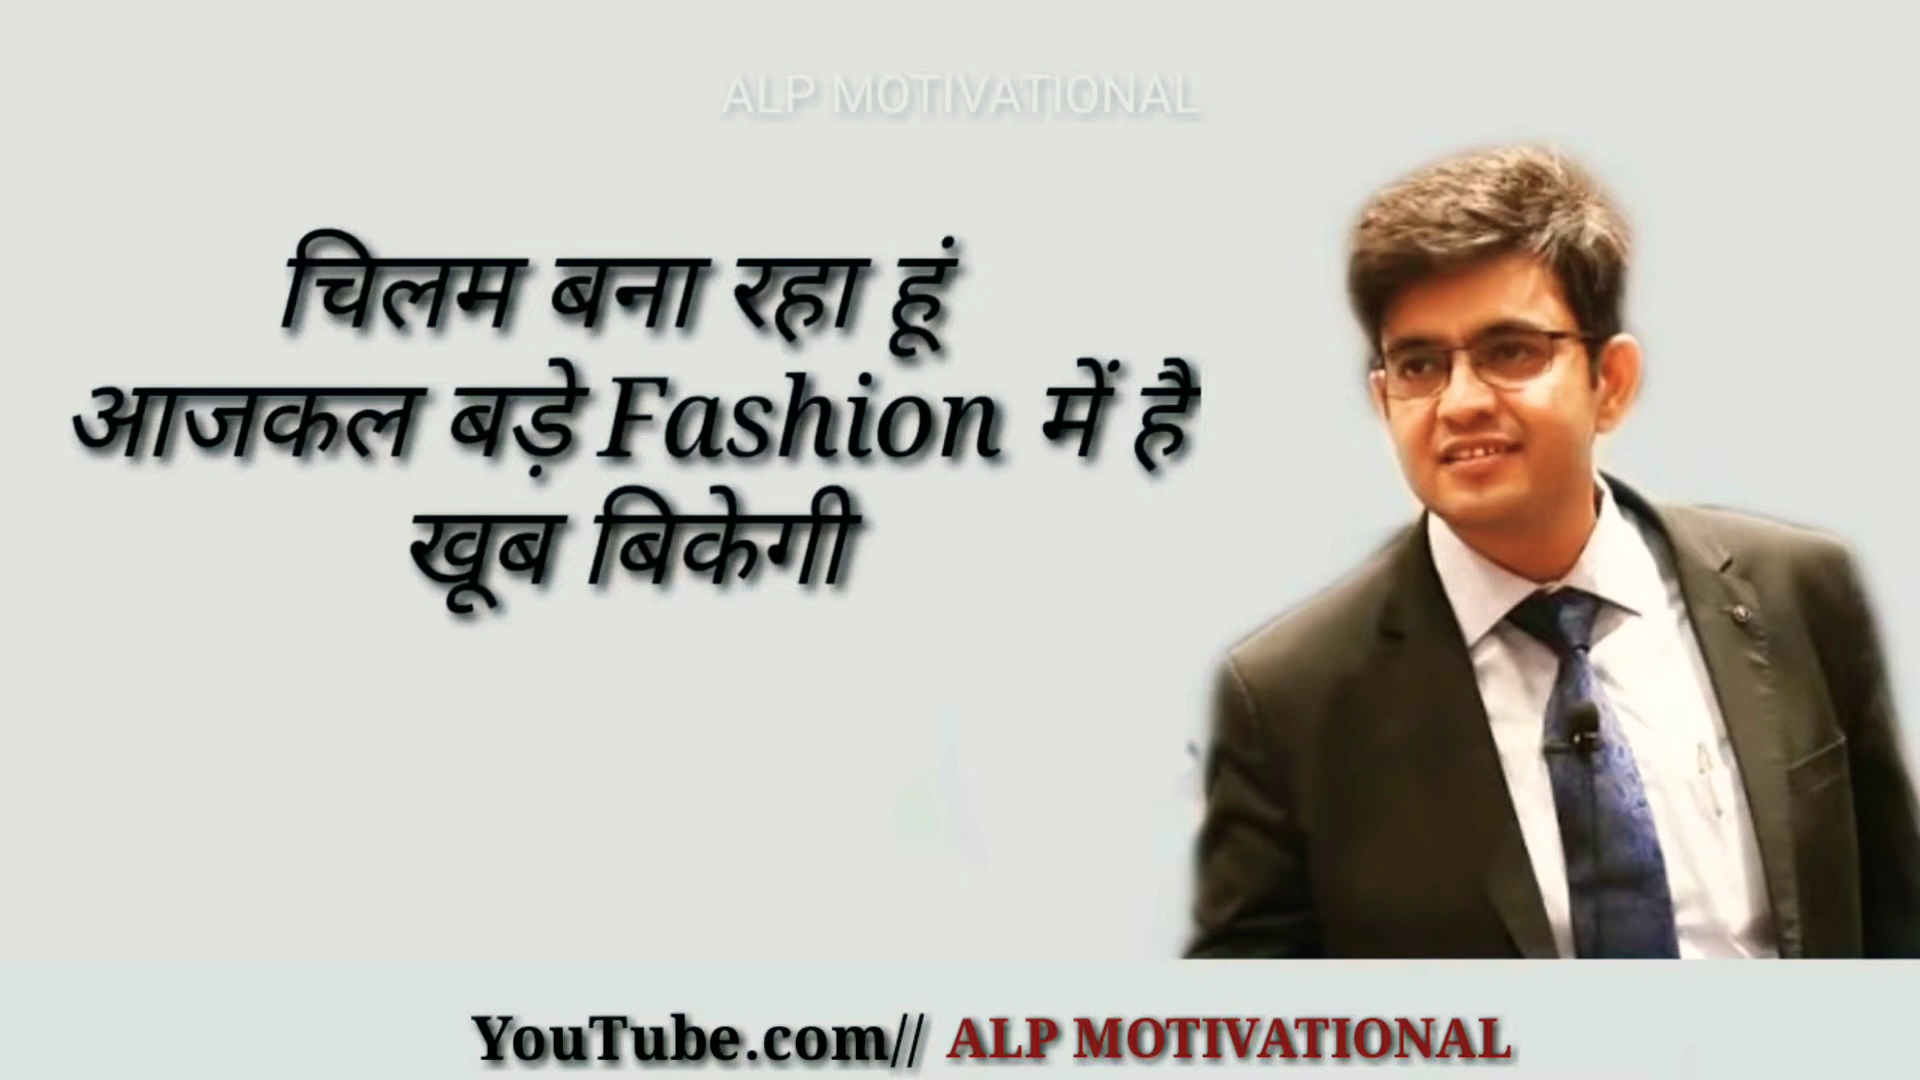 ALP MOTIVATIONAL
चिलम बना रहा हूं
आजकल बड़े Fashion में है
खूब बिकेगी
YouTube.com// ALP MOTIVATIONAL